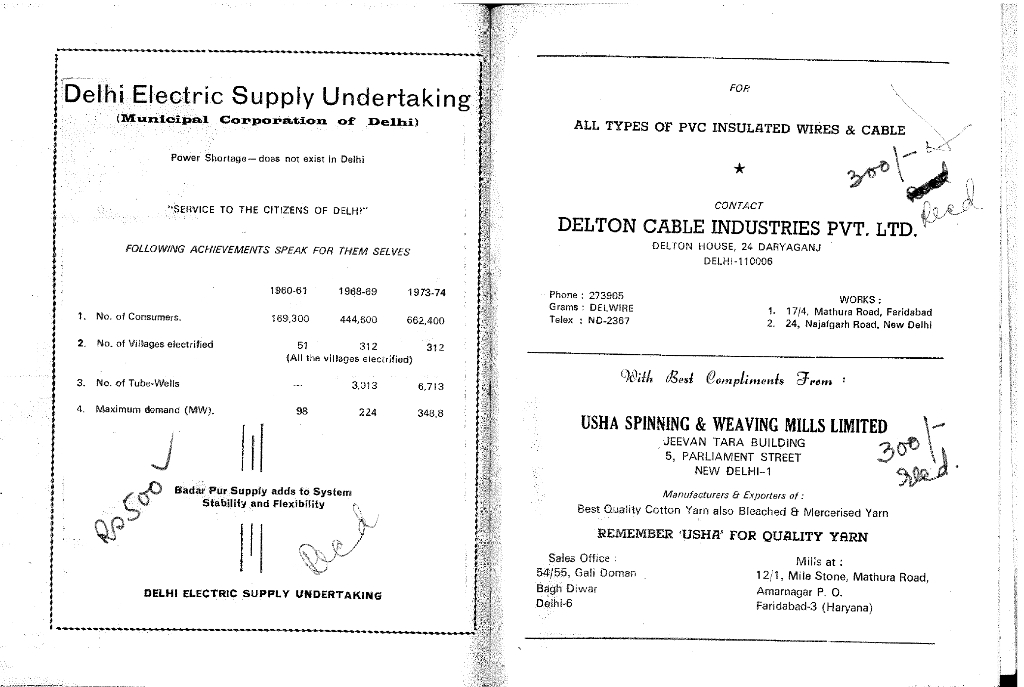 Delhi Electric Supply Undertaking
(Municipal Corporation of Delhi)
Power Shortage—does not exist in Delhi
"SERVICE TO THE CITIZENS OF DELHI"
FOLLOWING ACHIEVEMENTS SPEAK FOR THEM SELVES
1960-61 1968-69 1973-74
1. No. of Consumers. 169,300 444,600 662,400
2. No. of Villages electrified 51 312 312
(All the villages electrified)
3. No. of Tube-Wells --- 3,313 6,713
4. Maximum demand (MW). 98 224 348.8
Rs 500
Badar Pur Supply adds to System
Stability and Flexibility
Recd
DELHI ELECTRIC SUPPLY UNDERTAKING
FOR
ALL TYPES OF PVC INSULATED WIRES & CABLE
★
300/-
Recd
CONTACT
DELTON CABLE INDUSTRIES PVT. LTD.
DELTON HOUSE, 24 DARYAGANJ
DELHI-110006
Phone : 273905
Grams : DELWIRE
Telex : ND-2367
WORKS :
1. 17/4, Mathura Road, Faridabad
2. 24, Najafgarh Road, New Delhi
With Best Compliments From :
USHA SPINNING & WEAVING MILLS LIMITED
JEEVAN TARA BUILDING
5, PARLIAMENT STREET
NEW DELHI-1
300/-
Recd.
Manufacturers & Exporters of :
Best Quality Cotton Yarn also Bleached & Mercerised Yarn
REMEMBER 'USHA' FOR QUALITY YARN
Sales Office :
54/55, Gali Doman
Bagh Diwar
Delhi-6
Mills at :
12/1, Mile Stone, Mathura Road,
Amarnagar P. O.
Faridabad-3 (Haryana)